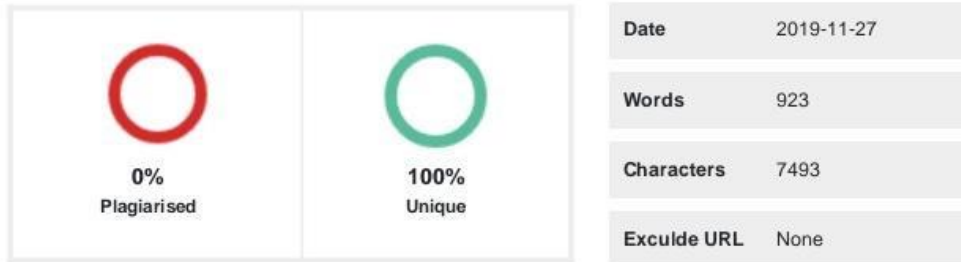 0%
Plagiarised
100%
Unique
Date 2019-11-27
Words 923
Characters 7493
Exculde URL None